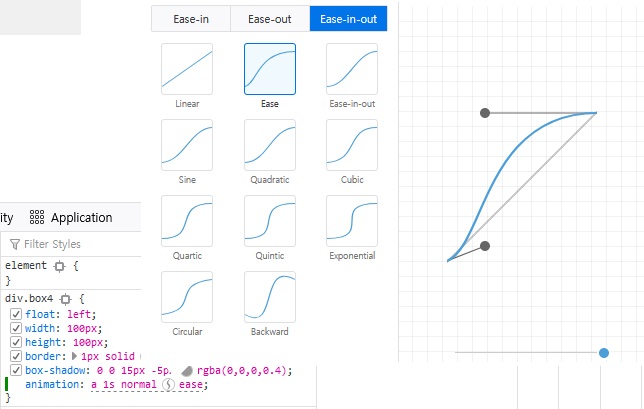 Ease-in Ease-out Ease-in-out
Linear Ease Ease-in-out
Sine Quadratic Cubic
Quartic Quintic Exponential
Circular Backward
ity Application
Filter Styles
element {
}
div.box4 {
float: left;
width: 100px;
height: 100px;
border: 1px solid
box-shadow: 0 0 15px -5p. rgba(0,0,0,0.4);
animation: a 1s normal ease;
}